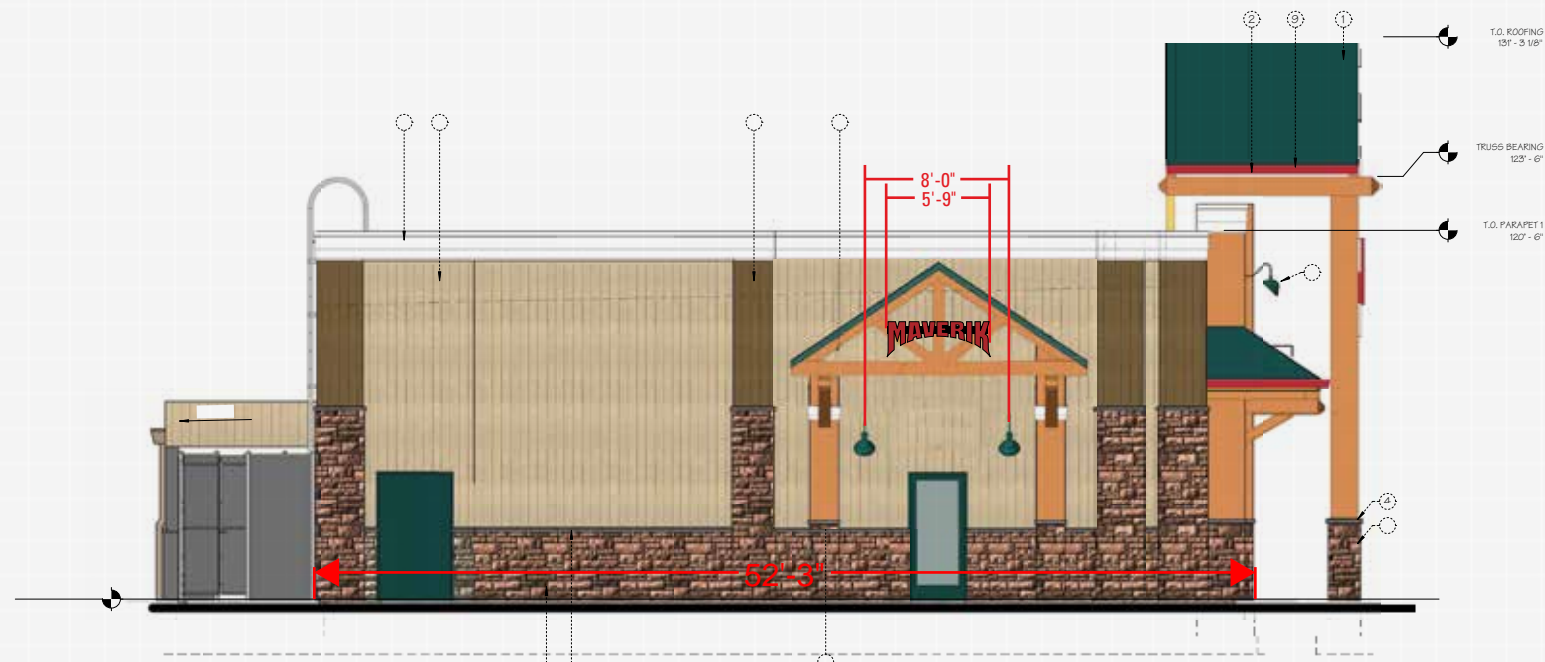 2
9
1
T.O. ROOFING
131' - 3 1/8"
TRUSS BEARING
123' - 6"
8'-0"
5'-9"
T.O. PARAPET 1
120' - 6"
MAVERIK
4
52'-3"